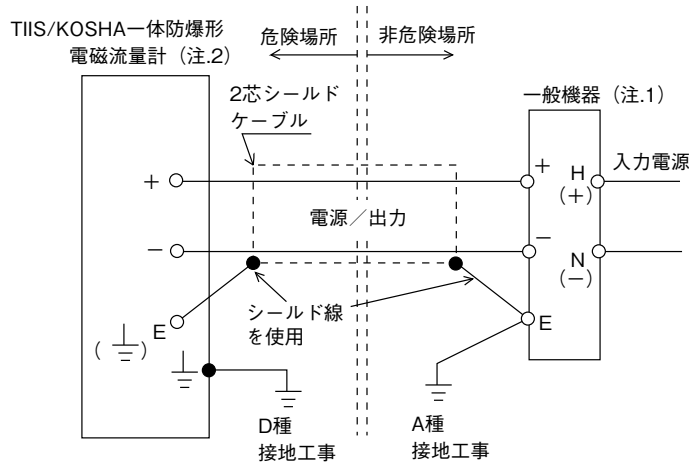 TIIS/KOSHA一体防爆形
電磁流量計（注.2）
危険場所
非危険場所
2芯シールド
ケーブル
一般機器（注.1）
＋
＋
H
（＋）
入力電源
電源／出力
－
－
N
（－）
E
（ ）
シールド線
を使用
E
D種
接地工事
A種
接地工事